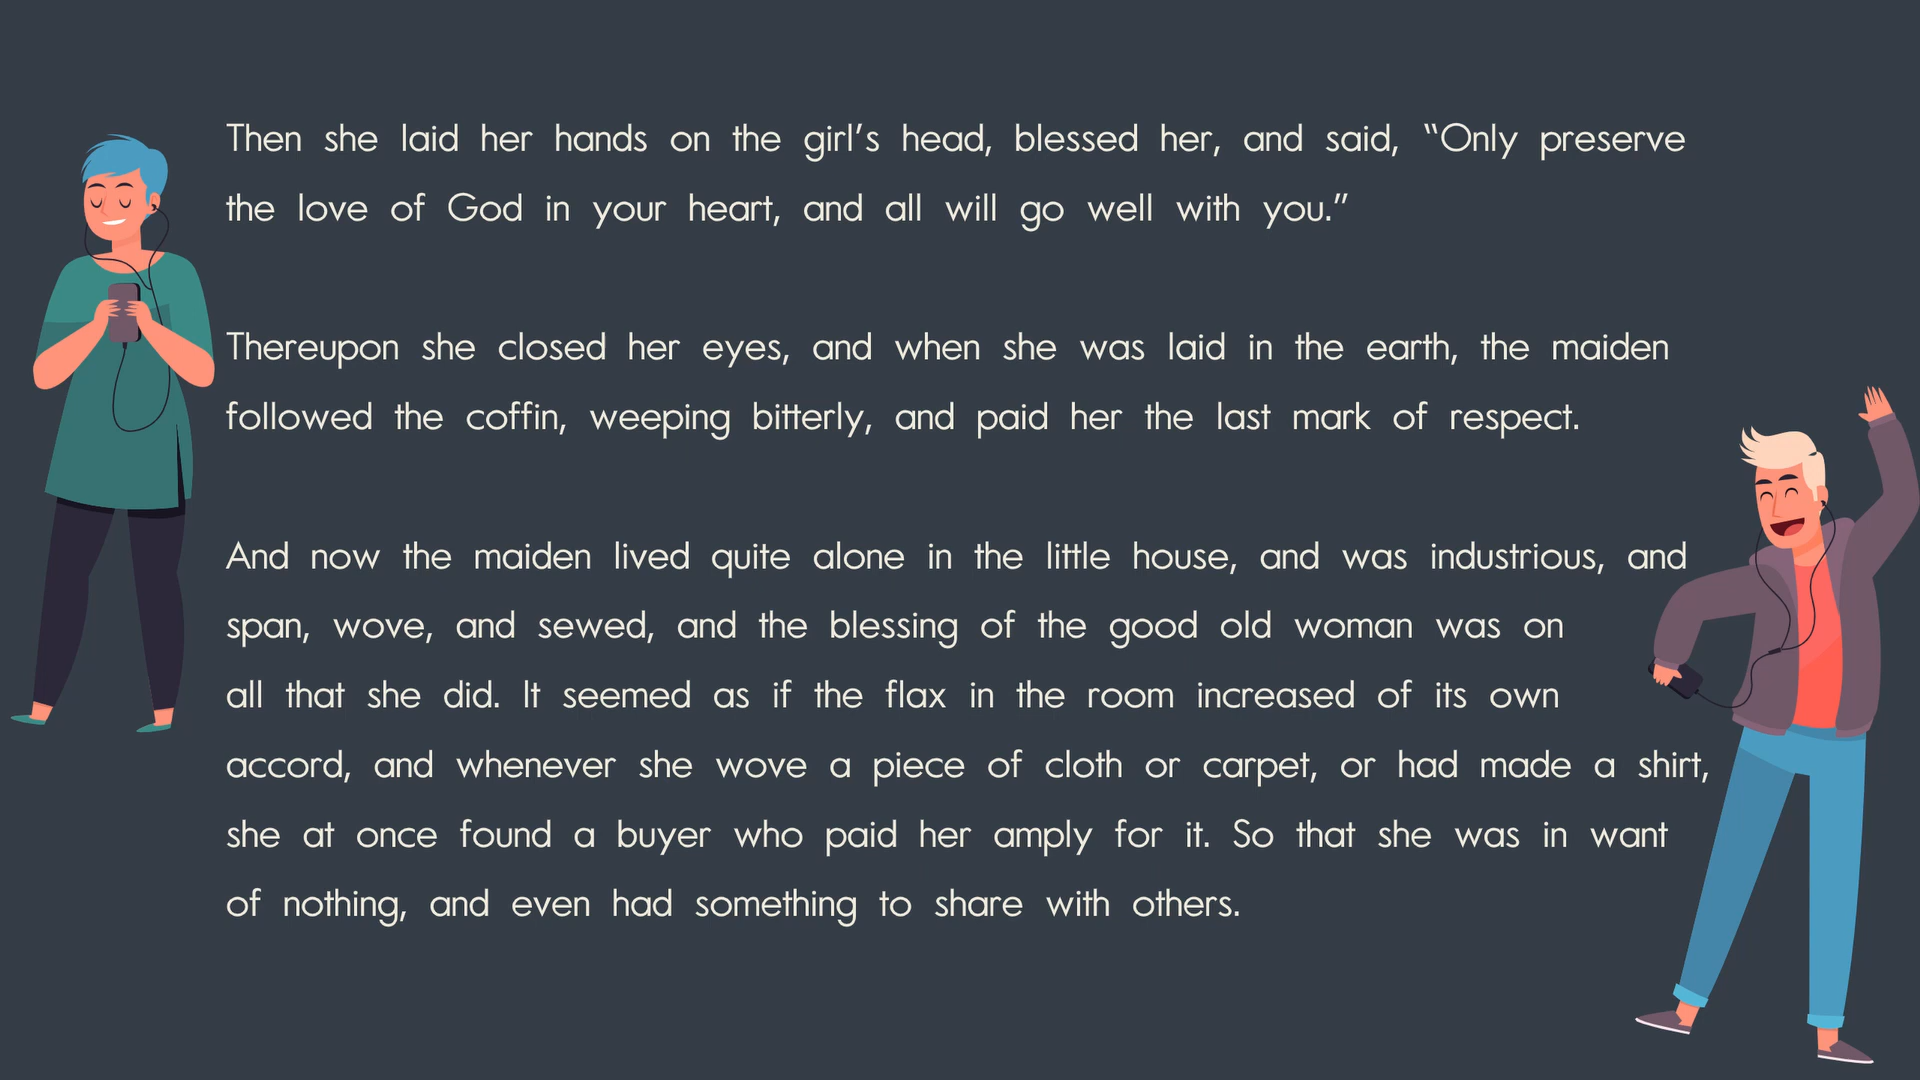 Then she laid her hands on the girl’s head, blessed her, and said, “Only preserve
the love of God in your heart, and all will go well with you.”
Thereupon she closed her eyes, and when she was laid in the earth, the maiden
followed the coffin, weeping bitterly, and paid her the last mark of respect.
And now the maiden lived quite alone in the little house, and was industrious, and
span, wove, and sewed, and the blessing of the good old woman was on
all that she did. It seemed as if the flax in the room increased of its own
accord, and whenever she wove a piece of cloth or carpet, or had made a shirt,
she at once found a buyer who paid her amply for it. So that she was in want
of nothing, and even had something to share with others.